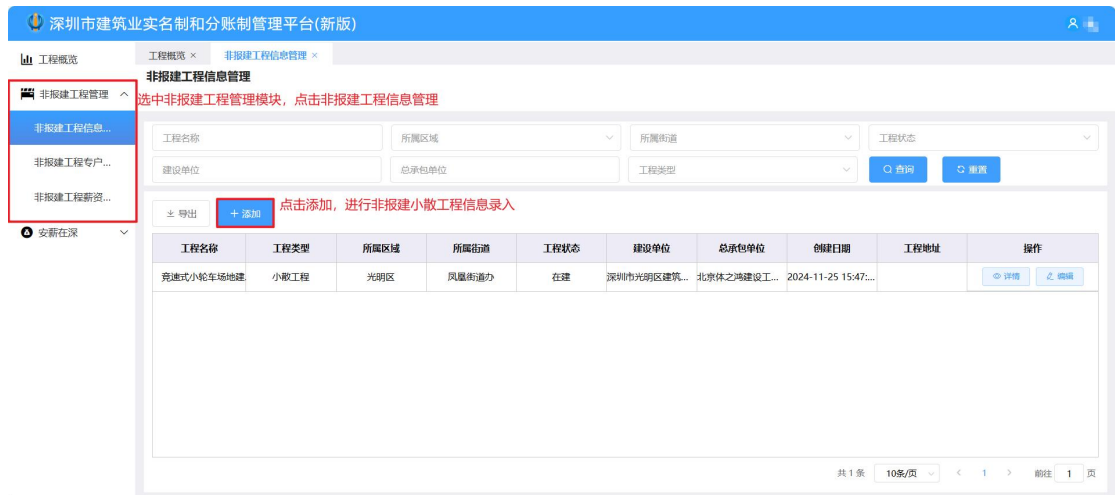 深圳市建筑业实名制和分账制管理平台(新版)
工程概览
非报建工程管理
非报建工程信息...
非报建工程专户...
非报建工程薪资...
安薪在深
工程概览 × 非报建工程信息管理 ×
非报建工程信息管理
选中非报建工程管理模块，点击非报建工程信息管理
工程名称 所属区域 所属街道 工程状态
建设单位 总承包单位 工程类型 查询 重置
导出 + 添加 点击添加，进行非报建小散工程信息录入
工程名称 工程类型 所属区域 所属街道 工程状态 建设单位 总承包单位 创建日期 工程地址 操作
竞速式小轮车场地建 小散工程 光明区 凤凰街道办 在建 深圳市光明区建筑... 北京体之鸿建设工... 2024-11-25 15:47:... 详情 编辑
共 1 条 10条/页 < 1 > 前往 1 页